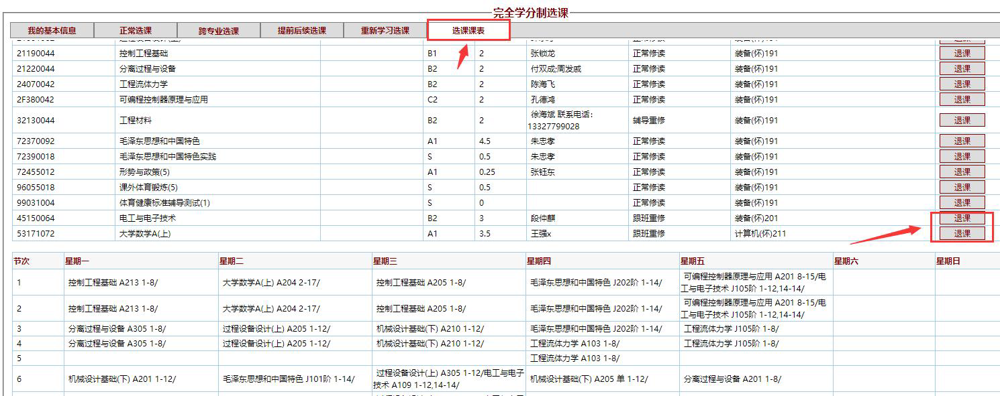 完全学分制选课
我的基本信息 正常选课 跨专业选课 提前后续选课 重新学习选课 选课课表
21190044 控制工程基础 B1 2 张锁龙 正常修读 装备(怀)191 退课
21220044 分离过程与设备 B2 2 付双成;周发戚 正常修读 装备(怀)191 退课
24070042 工程流体力学 B2 2 陈海飞 正常修读 装备(怀)191 退课
2F380042 可编程控制器原理与应用 C2 2 孔德鸿 正常修读 装备(怀)191 退课
32130044 工程材料 B2 2 徐海斌 联系电话：13327799028 辅导重修 装备(怀)191 退课
72370092 毛泽东思想和中国特色 A1 4.5 朱忠孝 正常修读 装备(怀)191 退课
72390018 毛泽东思想和中国特色实践 S 0.5 朱忠孝 正常修读 装备(怀)191 退课
72455012 形势与政策(5) A1 0.25 张钰东 正常修读 装备(怀)191 退课
96055018 课外体育锻炼(5) S 0.5 正常修读 装备(怀)191 退课
99031004 体育健康标准辅导测试(1) S 0 正常修读 装备(怀)191 退课
45150064 电工与电子技术 B2 3 段仲麒 跟班重修 装备(怀)201 退课
53171072 大学数学A(上) A1 3.5 王强x 跟班重修 计算机(怀)211 退课
节次 星期一 星期二 星期三 星期四 星期五 星期六 星期日
1 控制工程基础 A213 1-8/ 大学数学A(上) A204 2-17/ 控制工程基础 A205 1-8/ 毛泽东思想和中国特色 J202阶 1-14/ 可编程控制器原理与应用 A201 8-15/电工与电子技术 J105阶 1-12,14-14/
2 控制工程基础 A213 1-8/ 大学数学A(上) A204 2-17/ 控制工程基础 A205 1-8/ 毛泽东思想和中国特色 J202阶 1-14/ 可编程控制器原理与应用 A201 8-15/电工与电子技术 J105阶 1-12,14-14/
3 分离过程与设备 A305 1-8/ 过程设备设计(上) A205 1-12/ 机械设计基础(下) A210 1-12/ 毛泽东思想和中国特色 J202阶 1-14/ 工程流体力学 J105阶 1-8/
4 分离过程与设备 A305 1-8/ 过程设备设计(上) A205 1-12/ 机械设计基础(下) A210 1-12/ 工程流体力学 A103 1-8/ 工程流体力学 J105阶 1-8/
5 工程流体力学 A103 1-8/
6 机械设计基础(下) A201 1-12/ 毛泽东思想和中国特色 J101阶 1-14/ 过程设备设计(上) A305 1-12/电工与电子技术 A109 1-12,14-14/ 机械设计基础(下) A205 单 1-12/ 分离过程与设备 A201 1-8/